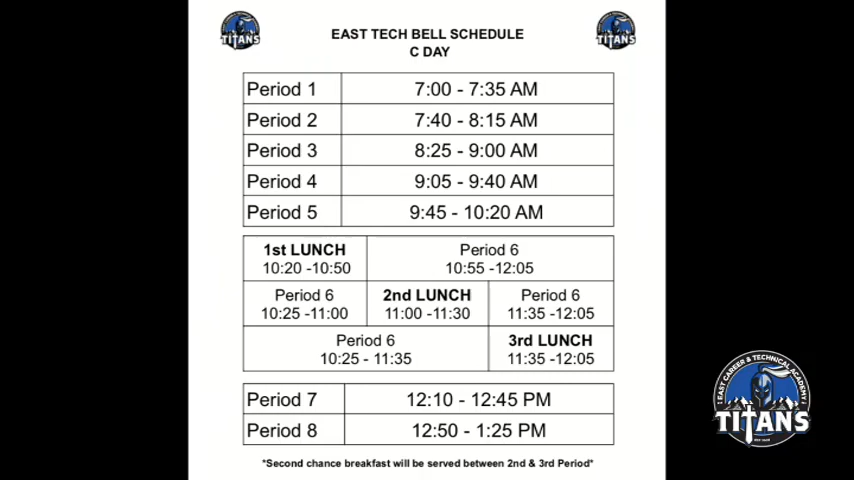 TITANS
EAST TECH BELL SCHEDULE
TITANS
C DAY
Period 1 7:00 - 7:35 AM
Period 2 7:40 - 8:15 AM
Period 3 8:25 - 9:00 AM
Period 4 9:05 - 9:40 AM
Period 5 9:45 - 10:20 AM
1st LUNCH Period 6
10:20 -10:50 10:55 -12:05
Period 6 2nd LUNCH Period 6
10:25 -11:00 11:00 -11:30 11:35 -12:05
Period 6 3rd LUNCH
10:25 - 11:35 11:35 -12:05
Period 7 12:10 - 12:45 PM
Period 8 12:50 - 1:25 PM
*Second chance breakfast will be served between 2nd & 3rd Period*
EAST CAREER & TECHNICAL ACADEMY
TITANS